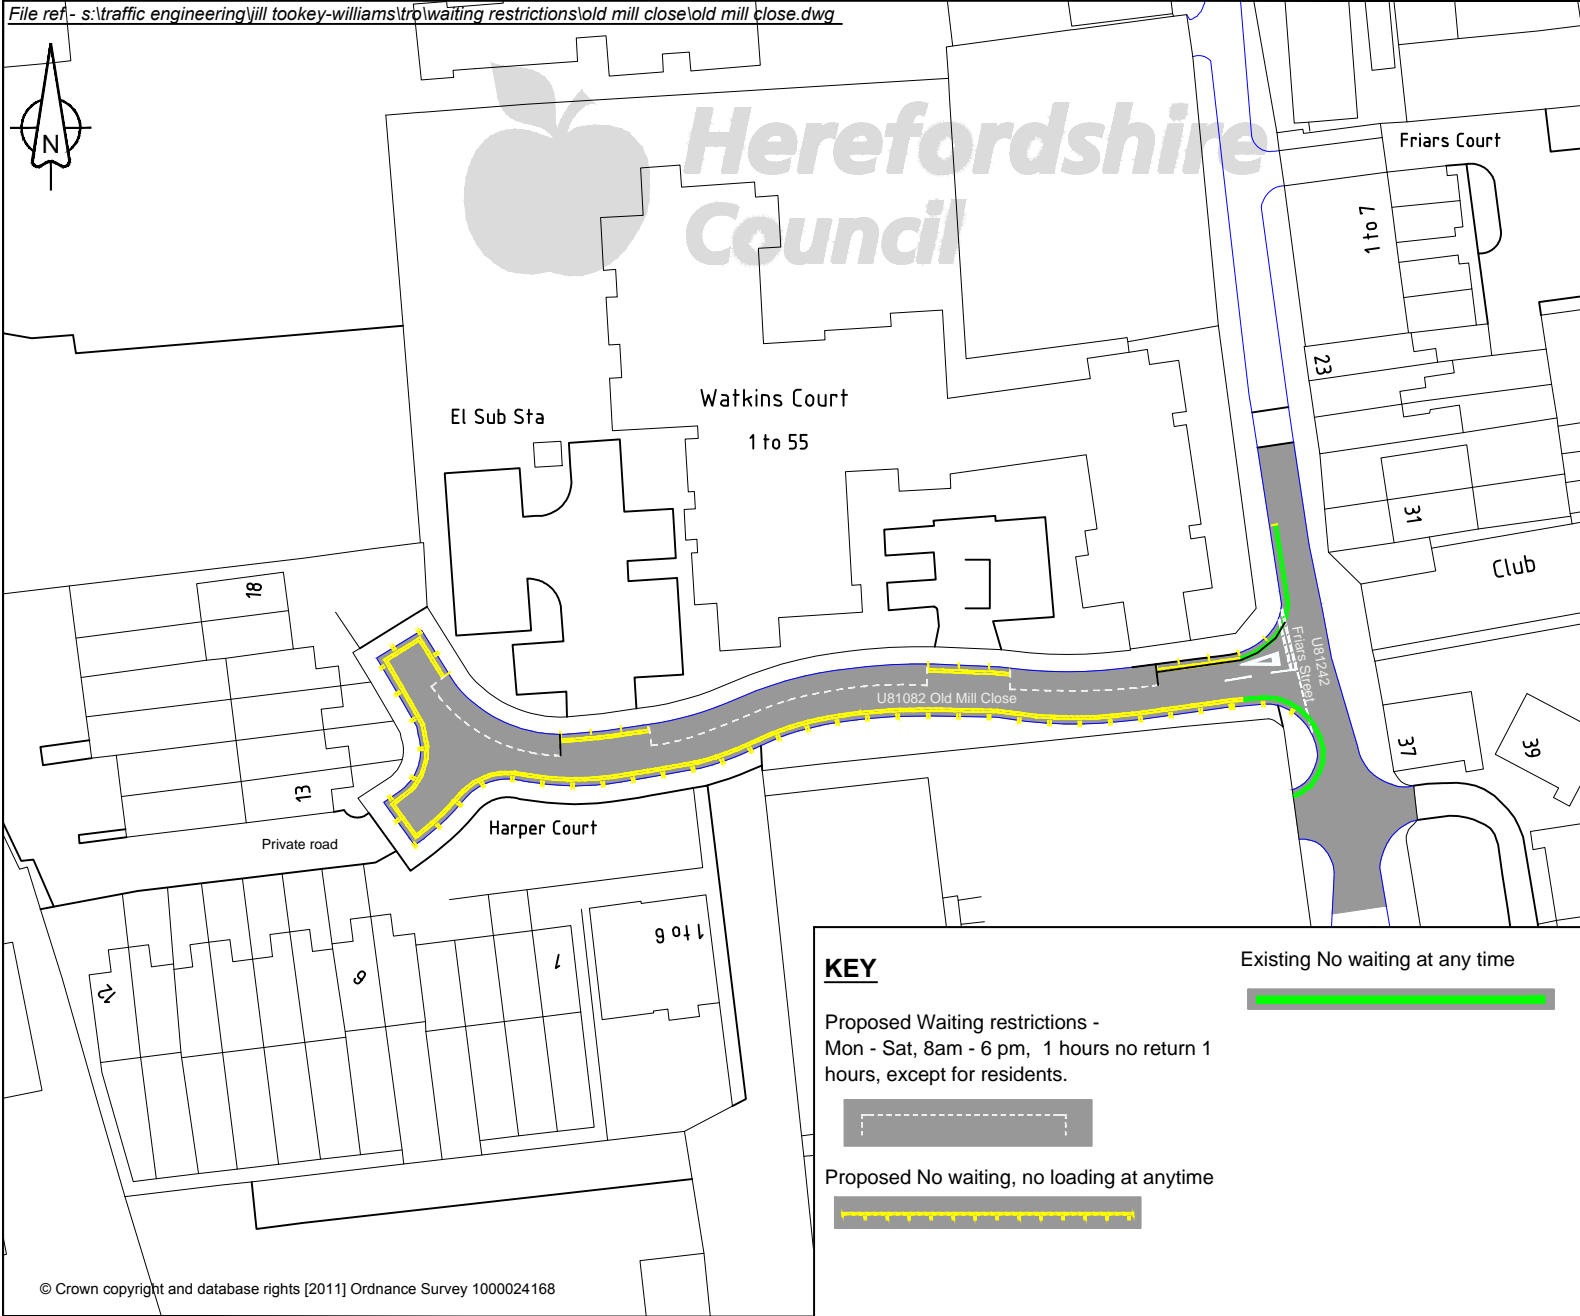 File ref - s:\traffic engineering\jill tookey-williams\tro\waiting restrictions\old mill close\old mill close.dwg
N
Herefordshire
Council
Friars Court
1 to 7
23
El Sub Sta
Watkins Court
1 to 55
31
Club
18
U81242
Friars Street
U81082 Old Mill Close
37
39
13
Harper Court
Private road
1 to 6
12
6
1
KEY
Existing No waiting at any time
Proposed Waiting restrictions -
Mon - Sat, 8am - 6 pm, 1 hours no return 1
hours, except for residents.
Proposed No waiting, no loading at anytime
© Crown copyright and database rights [2011] Ordnance Survey 1000024168